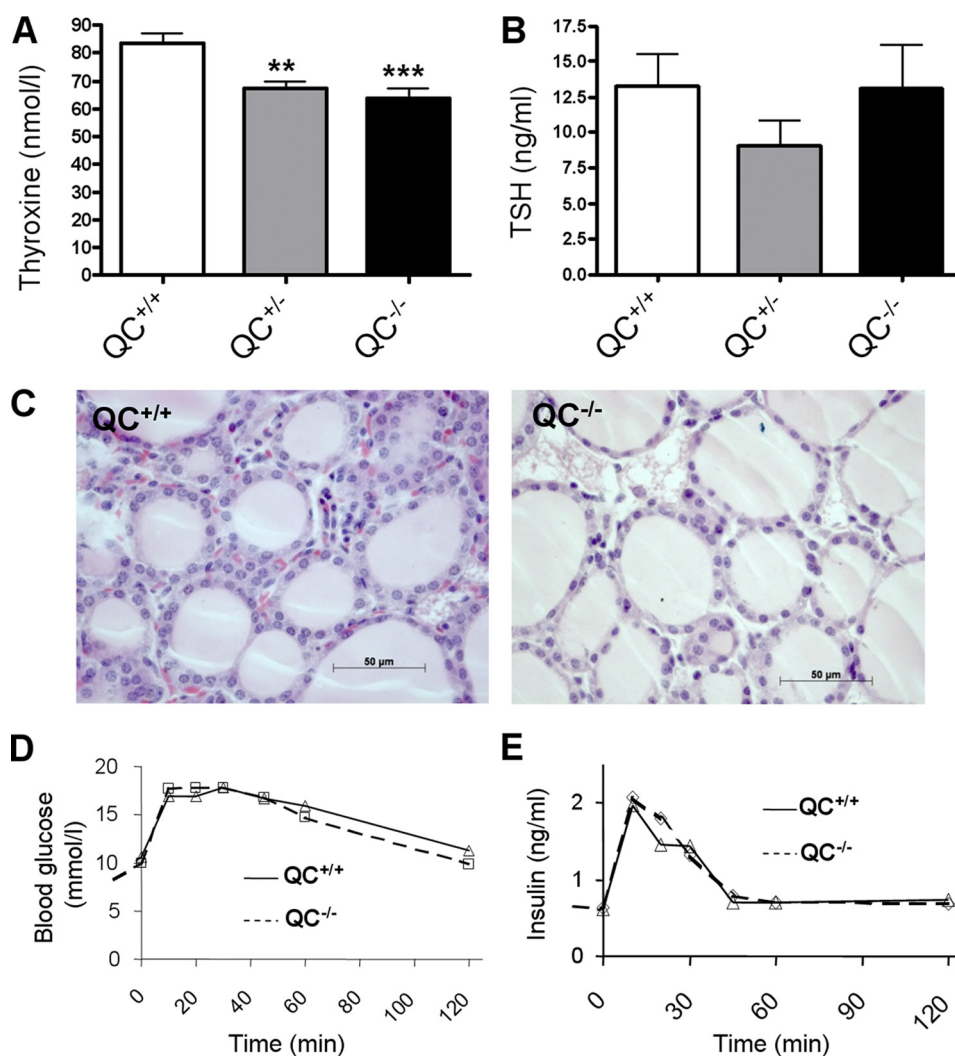 A
Thyroxine (nmol/l)
90
80
70
60
50
40
30
20
10
0
**
***
QC+/+
QC+/-
QC-/-
B
TSH (ng/ml)
17.5
15.0
12.5
10.0
7.5
5.0
2.5
0.0
QC+/+
QC+/-
QC-/-
C
QC+/+
50 µm
QC-/-
50 µm
D
Blood glucose
(mmol/l)
20
15
10
5
0
QC+/+
QC-/-
0
20
40
60
80
100
120
Time (min)
E
Insulin (ng/ml)
2
1
0
QC+/+
QC-/-
0
30
60
90
120
Time (min)